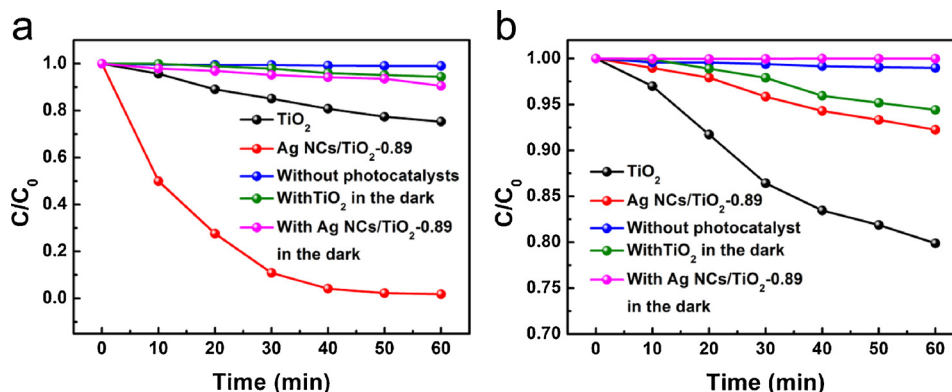 a
C/C₀
1.0
0.8
0.6
0.4
0.2
0.0
TiO₂
Ag NCs/TiO₂-0.89
Without photocatalysts
WithTiO₂ in the dark
With Ag NCs/TiO₂-0.89
in the dark
0 10 20 30 40 50 60
Time (min)
b
C/C₀
1.00
0.95
0.90
0.85
0.80
0.75
0.70
TiO₂
Ag NCs/TiO₂-0.89
Without photocatalyst
WithTiO₂ in the dark
With Ag NCs/TiO₂-0.89
in the dark
0 10 20 30 40 50 60
Time (min)